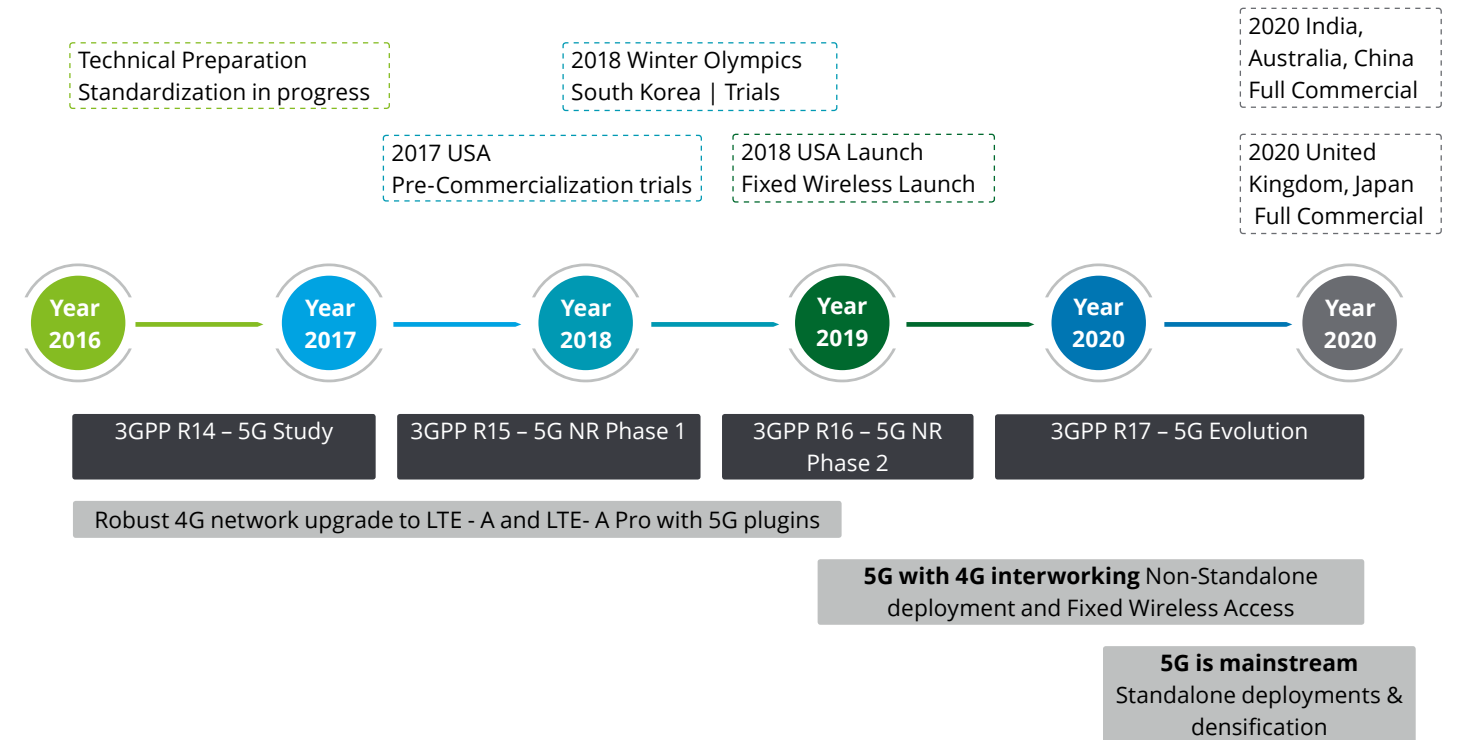 Technical Preparation
Standardization in progress
2018 Winter Olympics
South Korea | Trials
2020 India,
Australia, China
Full Commercial
2017 USA
Pre-Commercialization trials
2018 USA Launch
Fixed Wireless Launch
2020 United
Kingdom, Japan
Full Commercial
Year
2016
Year
2017
Year
2018
Year
2019
Year
2020
Year
2020
3GPP R14 – 5G Study
3GPP R15 – 5G NR Phase 1
3GPP R16 – 5G NR
Phase 2
3GPP R17 – 5G Evolution
Robust 4G network upgrade to LTE - A and LTE- A Pro with 5G plugins
5G with 4G interworking Non-Standalone
deployment and Fixed Wireless Access
5G is mainstream
Standalone deployments &
densification